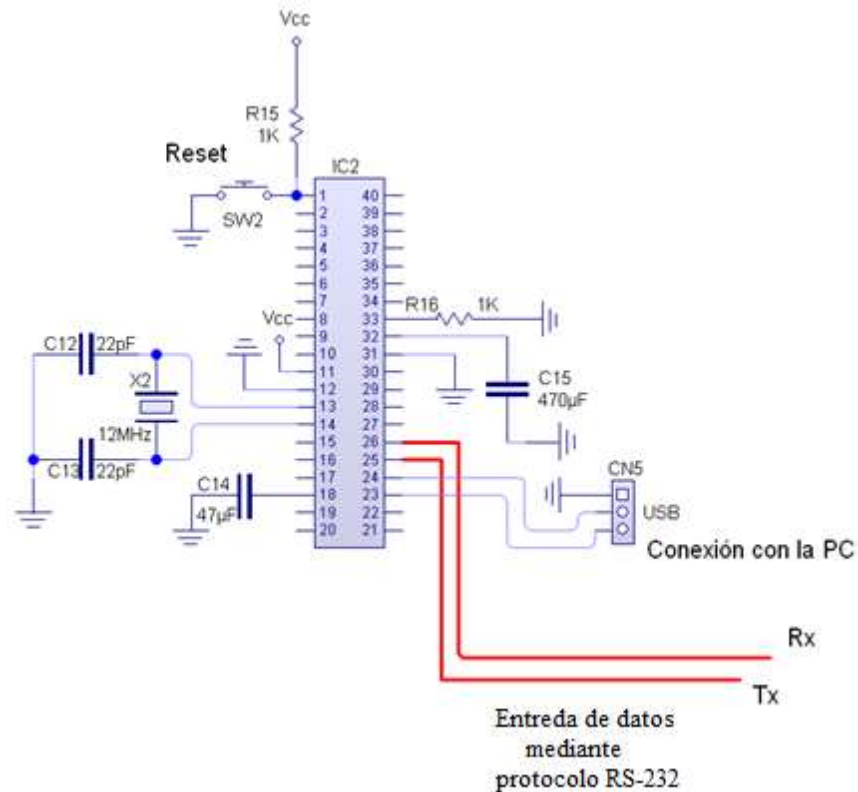 Vcc
R15
1K
Reset
IC2
SW2
1 40
2 39
3 38
4 37
5 36
6 35
7 34
8 33
9 32
10 31
11 30
12 29
13 28
14 27
15 26
16 25
17 24
18 23
19 22
20 21
R16 1K
Vcc
C12 22pF
X2
12MHz
C13 22pF
C14
47µF
C15
470µF
CN5
USB
Conexión con la PC
Rx
Tx
Entreda de datos
mediante
protocolo RS-232